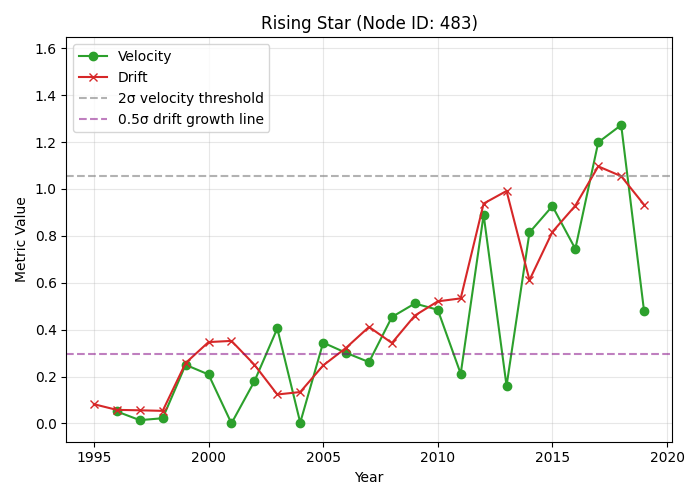 Rising Star (Node ID: 483)
Velocity
Drift
2σ velocity threshold
0.5σ drift growth line
Metric Value
1.6
1.4
1.2
1.0
0.8
0.6
0.4
0.2
0.0
1995
2000
2005
2010
2015
2020
Year